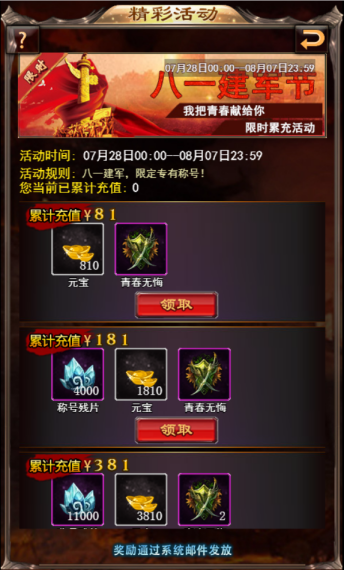 精彩活动
?
限时
07月28日00.00--08月07日23.59
八一建军节
我把青春献给你
限时累充活动
活动时间: 07月28日00:00--08月07日23:59
活动规则: 八一建军，限定专有称号！
您当前已累计充值: 0
累计充值￥81
810
元宝 青春无悔
领取
累计充值￥181
4000 1810
称号残片 元宝 青春无悔
领取
累计充值￥381
11000 3810 2
奖励通过系统邮件发放